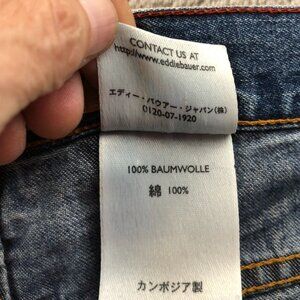 CONTACT US AT
http://www.eddiebauer.com
エディー・バウアー・ジャパン(株)
0120-07-1920
100% BAUMWOLLE
綿 100%
カンボジア製